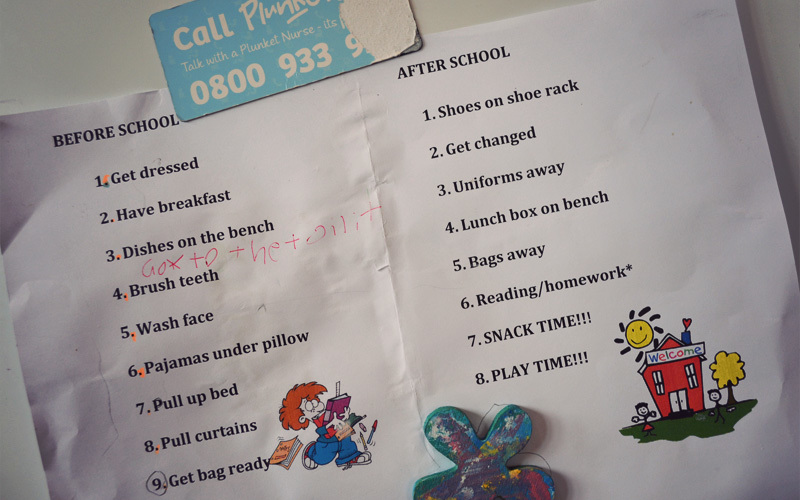 Call Plunket
Talk with a Plunket Nurse - its
0800 933 9
BEFORE SCHOOL
1. Get dressed
2. Have breakfast
3. Dishes on the bench
Gox to the toilit
4. Brush teeth
5. Wash face
6. Pajamas under pillow
7. Pull up bed
8. Pull curtains
9. Get bag ready
AFTER SCHOOL
1. Shoes on shoe rack
2. Get changed
3. Uniforms away
4. Lunch box on bench
5. Bags away
6. Reading/homework*
7. SNACK TIME!!!
8. PLAY TIME!!!
Welcome